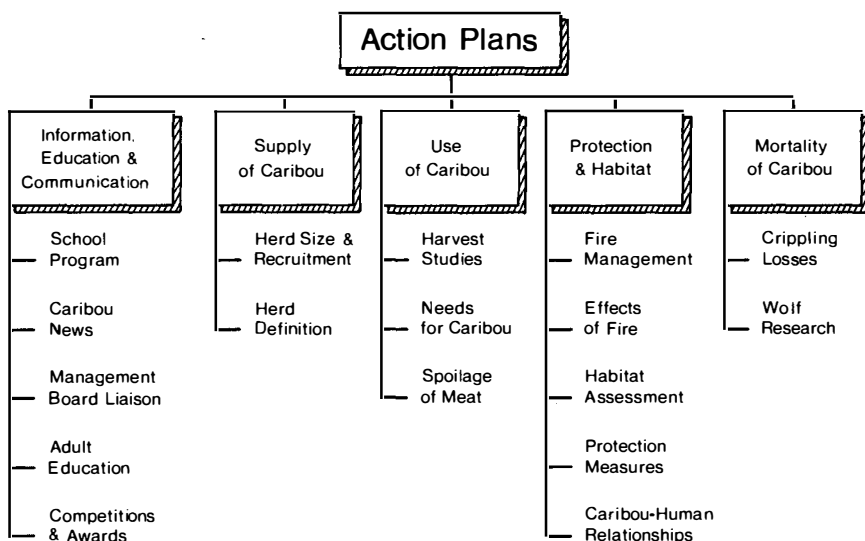 Action Plans
Information,
Education &
Communication
School
Program
Caribou
News
Management
Board Liaison
Adult
Education
Competitions
& Awards
Supply
of Caribou
Herd Size &
Recruitment
Herd
Definition
Use
of Caribou
Harvest
Studies
Needs
for Caribou
Spoilage
of Meat
Protection
& Habitat
Fire
Management
Effects
of Fire
Habitat
Assessment
Protection
Measures
Caribou-Human
Relationships
Mortality
of Caribou
Crippling
Losses
Wolf
Research